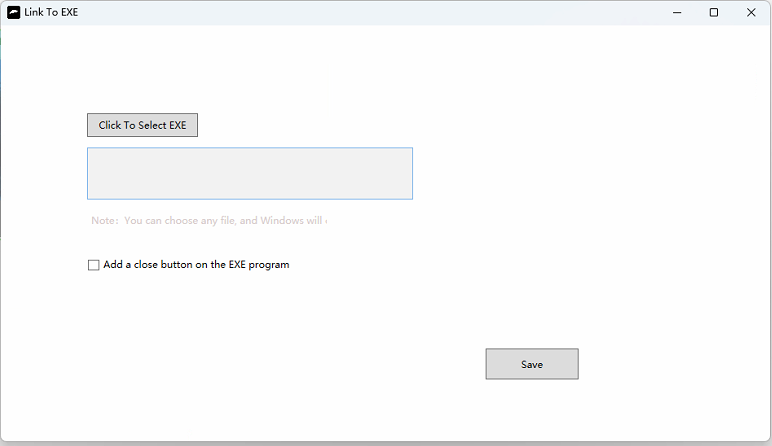 Link To EXE
Click To Select EXE
Note: You can choose any file, and Windows will
Add a close button on the EXE program
Save